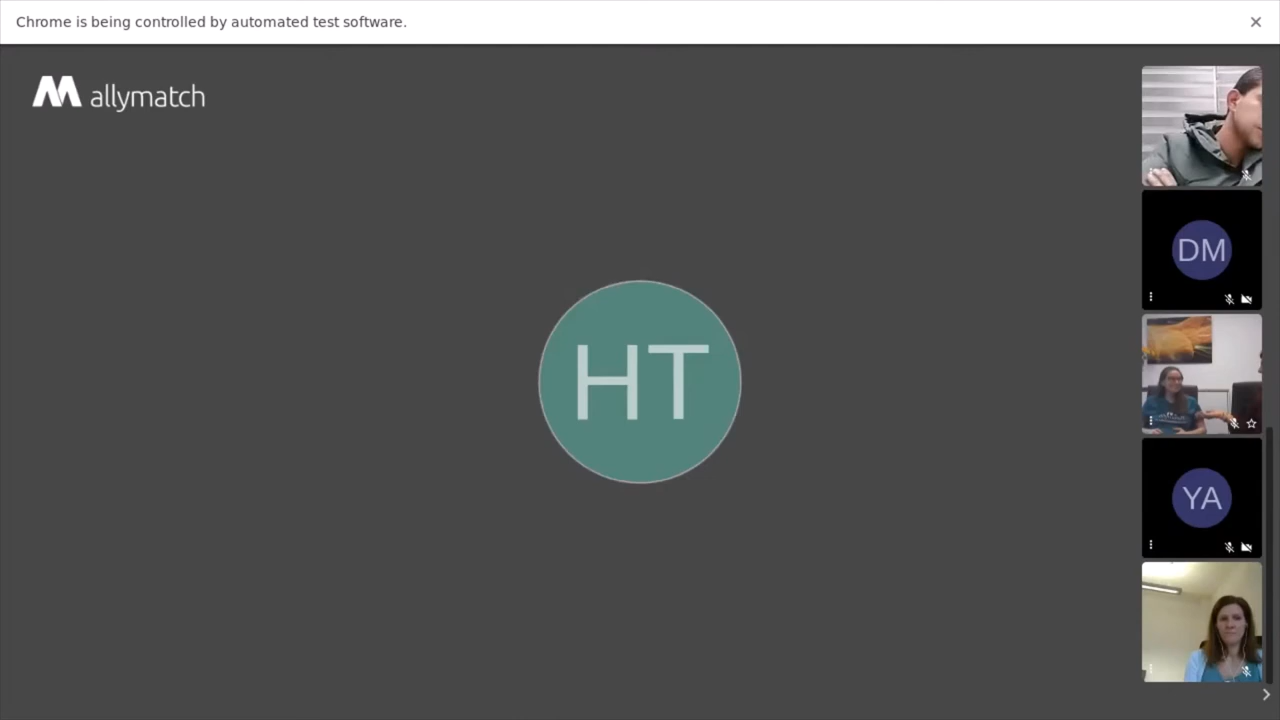 Chrome is being controlled by automated test software.
allymatch
HT
DM
YA